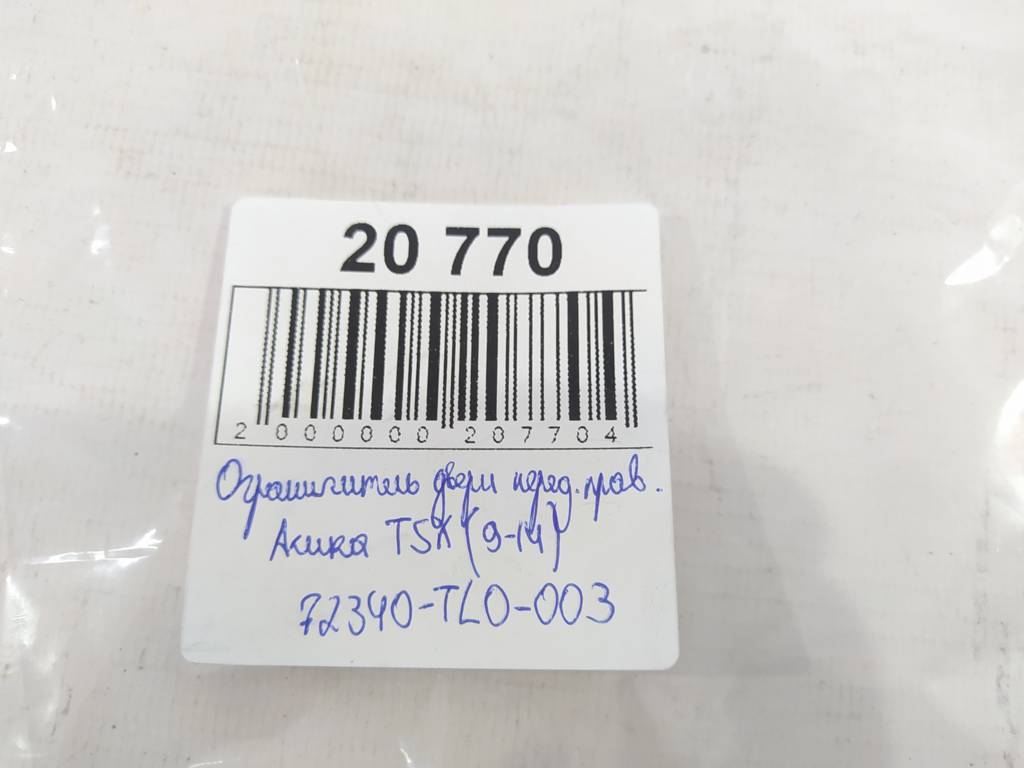 20 770
2 000000 207704
Ограничитель двери перед. прав.
Акура TSX (9-14)
72340-TL0-003